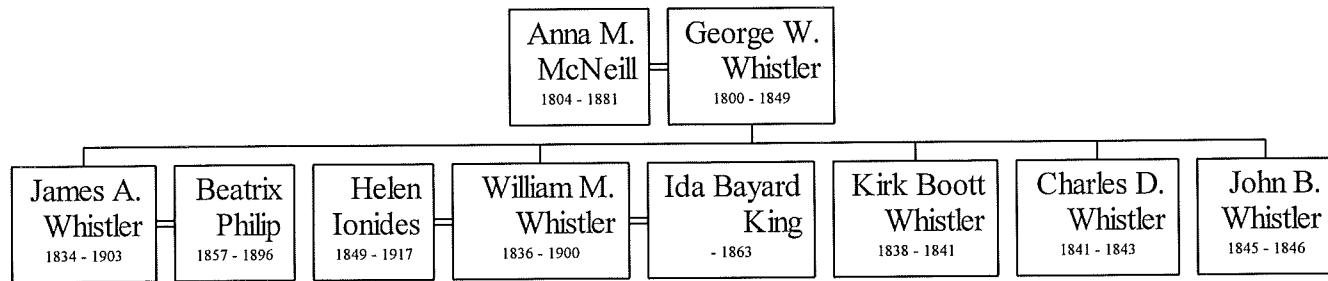 Anna M.
McNeill
1804 - 1881
George W.
Whistler
1800 - 1849
James A.
Whistler
1834 - 1903
Beatrix
Philip
1857 - 1896
Helen
Ionides
1849 - 1917
William M.
Whistler
1836 - 1900
Ida Bayard
King
- 1863
Kirk Boott
Whistler
1838 - 1841
Charles D.
Whistler
1841 - 1843
John B.
Whistler
1845 - 1846